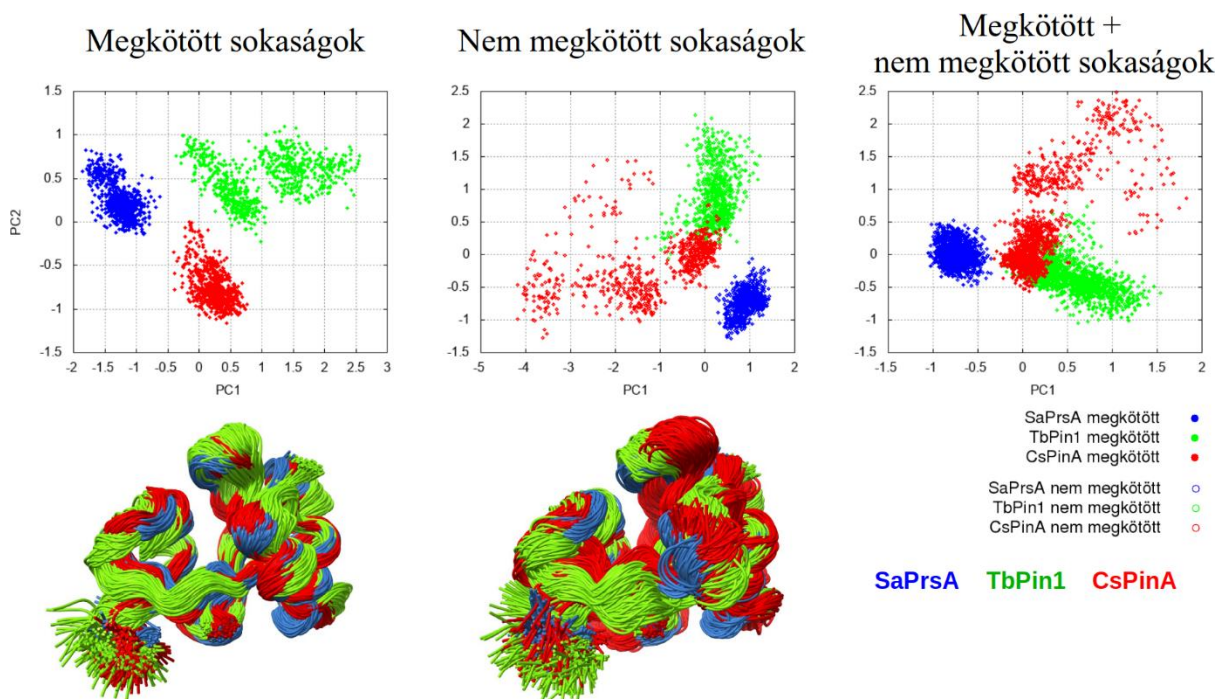 Megkötött sokaságok
Nem megkötött sokaságok
Megkötött +
nem megkötött sokaságok
1.5
1
0.5
0
-0.5
-1
-1.5
PC2
-2 -1.5 -1 -0.5 0 0.5 1 1.5 2 2.5 3
PC1
2.5
2
1.5
1
0.5
0
-0.5
-1
-1.5
-5 -4 -3 -2 -1 0 1 2
PC1
2.5
2
1.5
1
0.5
0
-0.5
-1
-1.5
-1.5 -1 -0.5 0 0.5 1 1.5 2
PC1
SaPrsA megkötött
TbPin1 megkötött
CsPinA megkötött
SaPrsA nem megkötött
TbPin1 nem megkötött
CsPinA nem megkötött
SaPrsA TbPin1 CsPinA